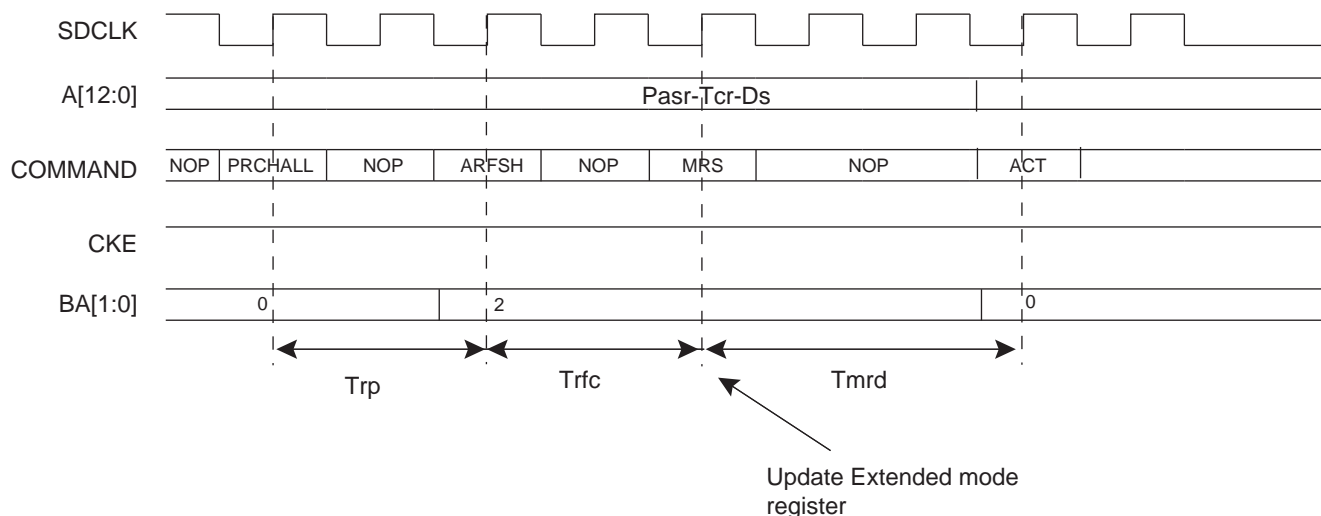 SDCLK
A[12:0] Pasr-Tcr-Ds
COMMAND NOP PRCHALL NOP ARFSH NOP MRS NOP ACT
CKE
BA[1:0] 0 2 0
Trp Trfc Tmrd
Update Extended mode
register